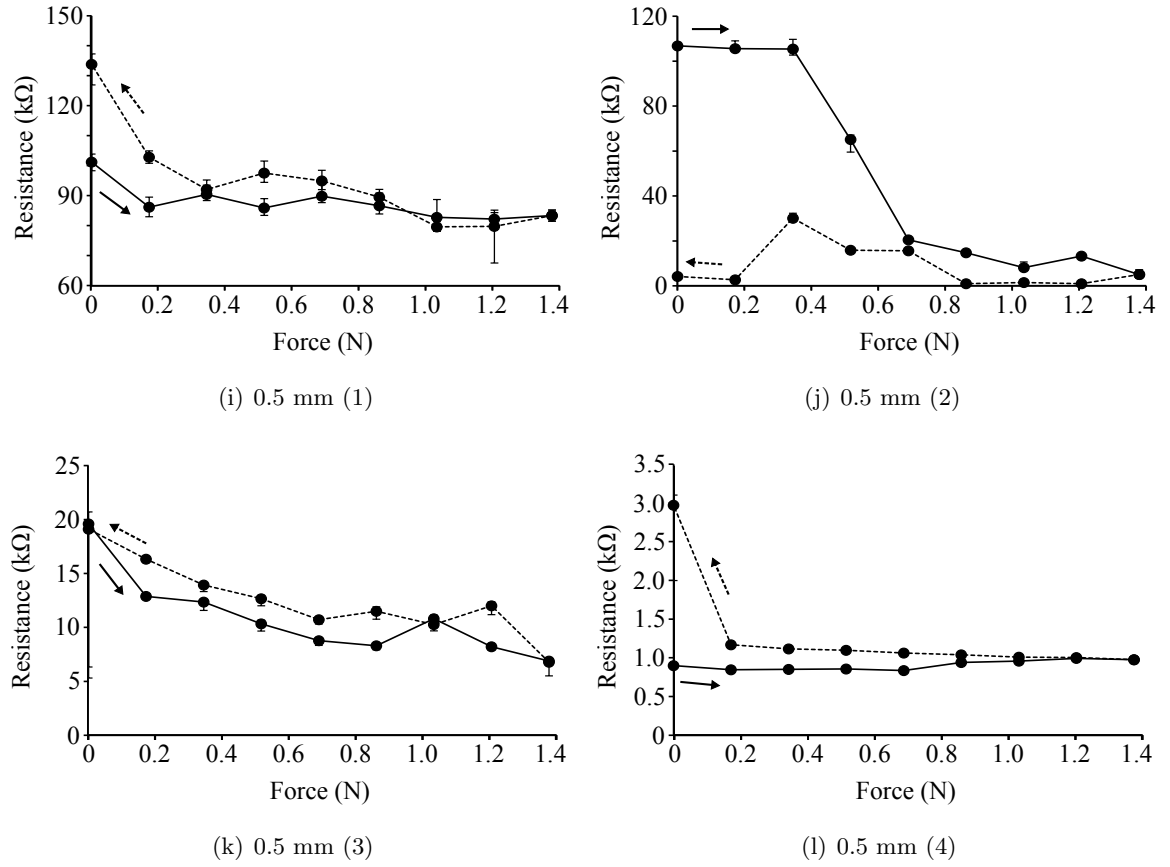 150
120
90
60
Resistance (kΩ)
0 0.2 0.4 0.6 0.8 1.0 1.2 1.4
Force (N)
(i) 0.5 mm (1)
120
80
40
0
Resistance (kΩ)
0 0.2 0.4 0.6 0.8 1.0 1.2 1.4
Force (N)
(j) 0.5 mm (2)
25
20
15
10
5
0
Resistance (kΩ)
0 0.2 0.4 0.6 0.8 1.0 1.2 1.4
Force (N)
(k) 0.5 mm (3)
3.5
3.0
2.5
2.0
1.5
1.0
0.5
0
Resistance (kΩ)
0 0.2 0.4 0.6 0.8 1.0 1.2 1.4
Force (N)
(l) 0.5 mm (4)